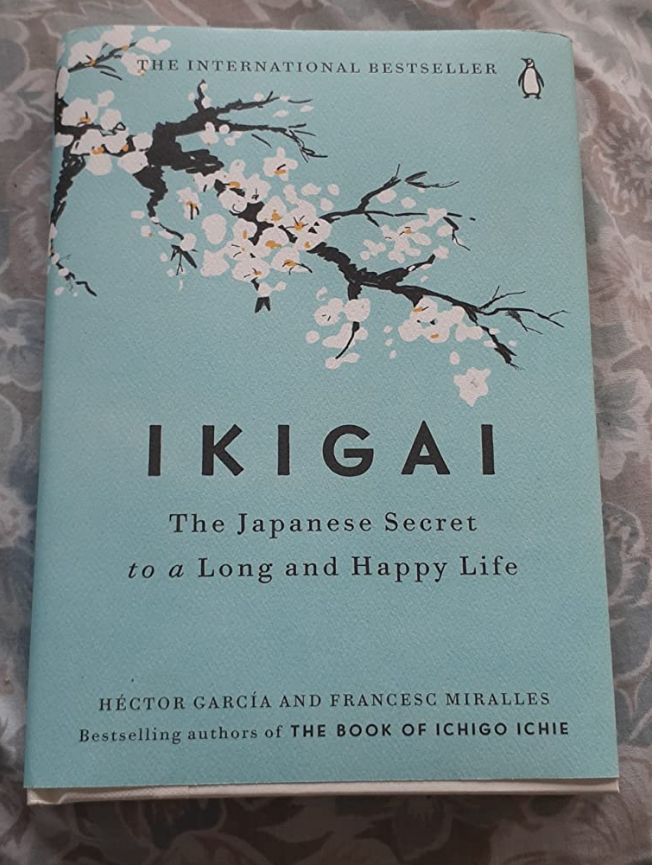 THE INTERNATIONAL BESTSELLER
IKIGAI
The Japanese Secret
to a Long and Happy Life
HÉCTOR GARCÍA AND FRANCESC MIRALLES
Bestselling authors of THE BOOK OF ICHIGO ICHIE